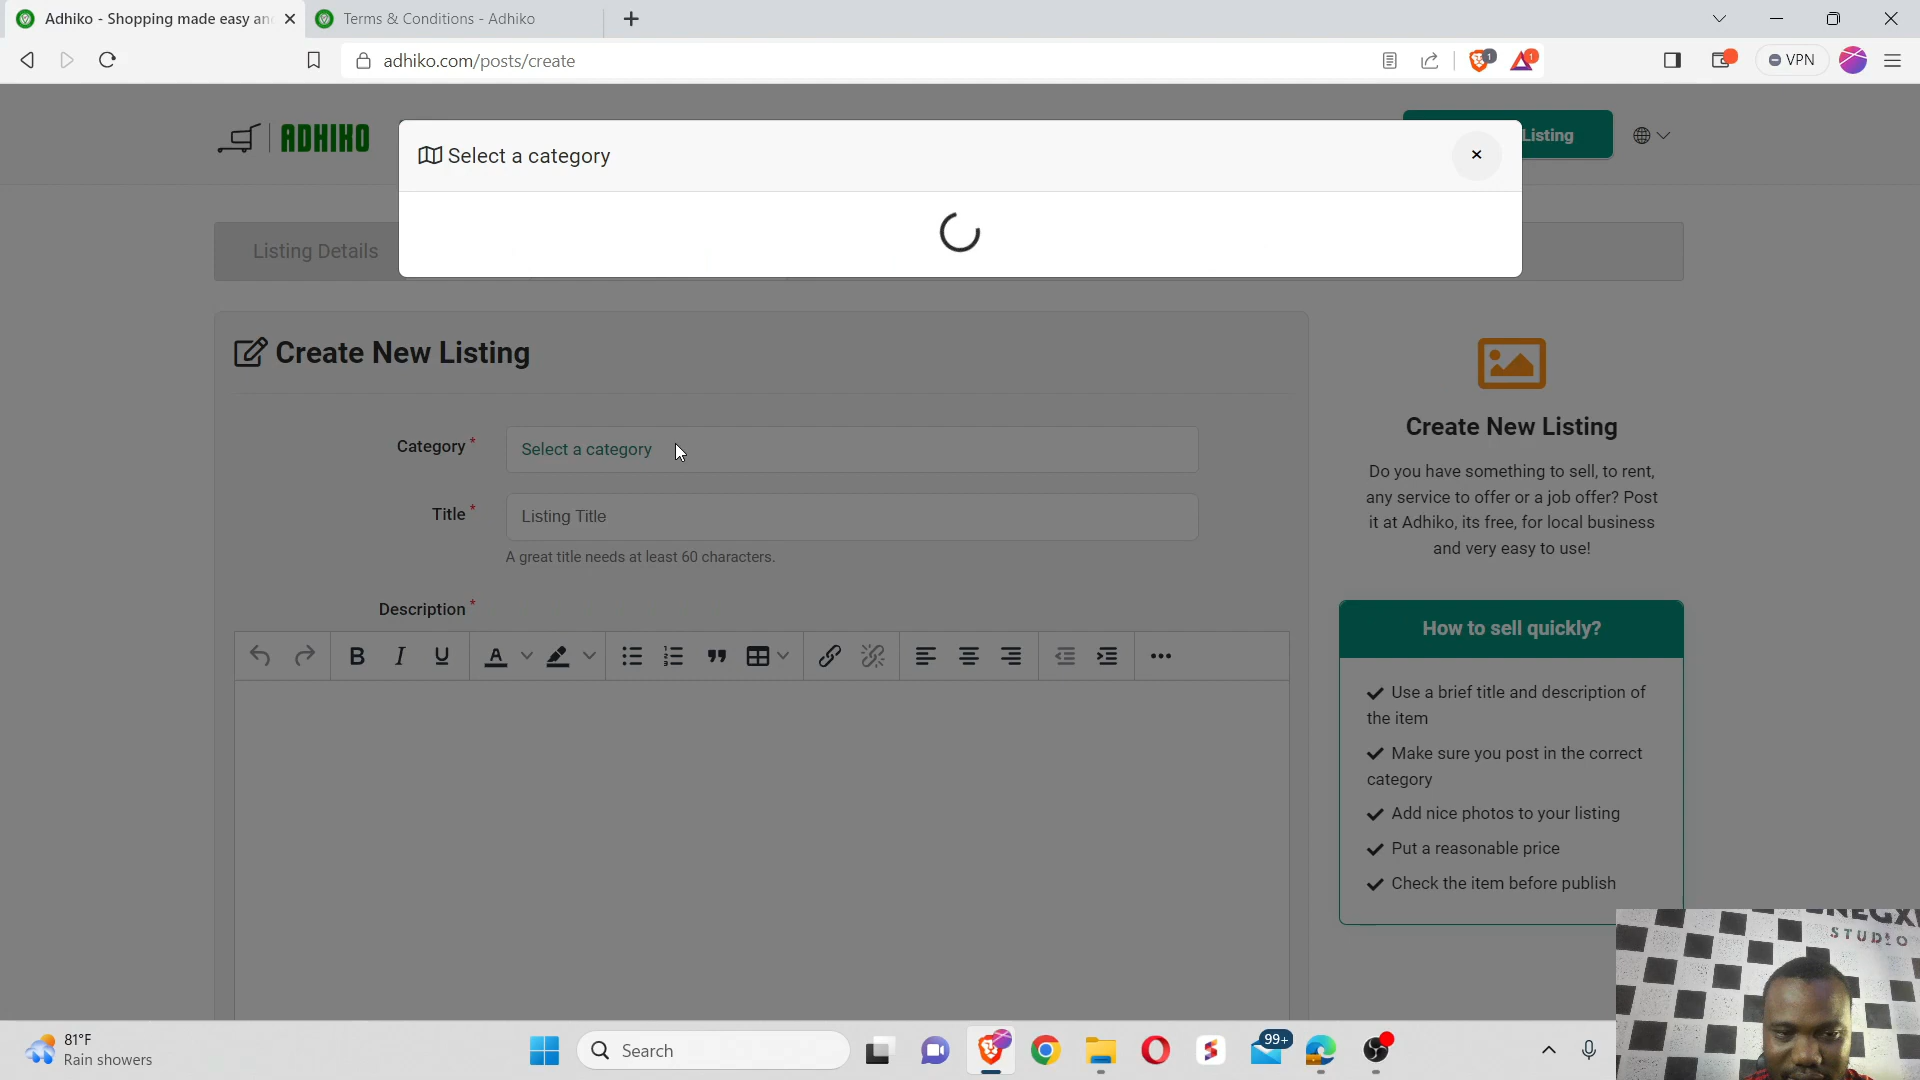 Adhiko - Shopping made easy an
Terms & Conditions - Adhiko
adhiko.com/posts/create
1
1
VPN
ADHIKO
Select a category
Listing
Listing Details
Create New Listing
Category *
Select a category
Title *
Listing Title
A great title needs at least 60 characters.
Description *
Create New Listing
Do you have something to sell, to rent,
any service to offer or a job offer? Post
it at Adhiko, its free, for local business
and very easy to use!
How to sell quickly?
Use a brief title and description of
the item
Make sure you post in the correct
category
Add nice photos to your listing
Put a reasonable price
Check the item before publish
STUDIO
81°F
Rain showers
Search
99+